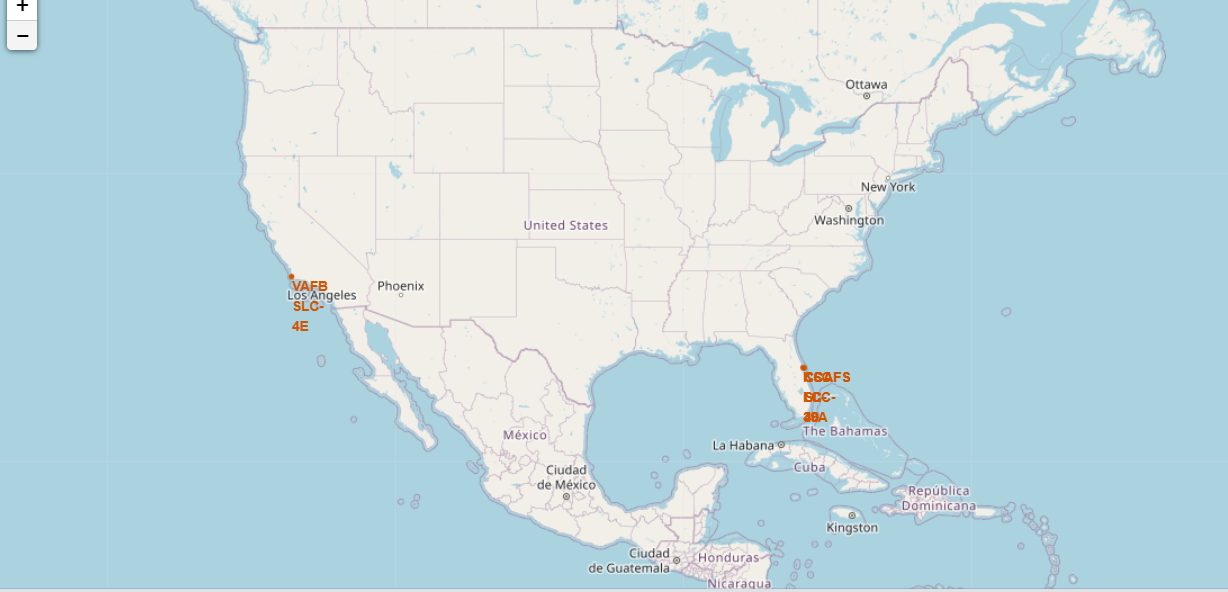 +
−
Ottawa
New York
Washington
United States
Phoenix
VAFB
Los Angeles
SLC-
4E
The Bahamas
México
La Habana
Cuba
Ciudad
de México
República
Dominicana
Kingston
Ciudad
de Guatemala
Honduras
Nicaragua